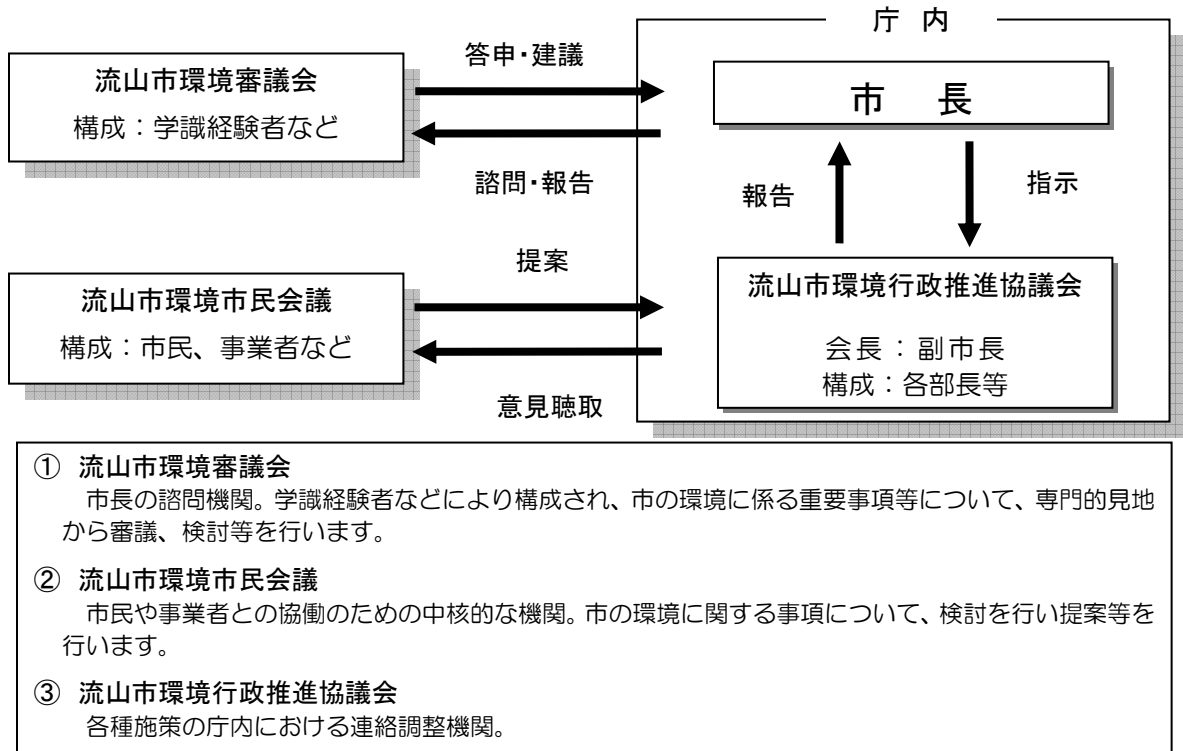 庁 内
流山市環境審議会
構成：学識経験者など
答申・建議
諮問・報告
市 長
報告
指示
流山市環境市民会議
構成：市民、事業者など
提案
意見聴取
流山市環境行政推進協議会
会長：副市長
構成：各部長等
① 流山市環境審議会
市長の諮問機関。学識経験者などにより構成され、市の環境に係る重要事項等について、専門的見地
から審議、検討等を行います。
② 流山市環境市民会議
市民や事業者との協働のための中核的な機関。市の環境に関する事項について、検討を行い提案等を
行います。
③ 流山市環境行政推進協議会
各種施策の庁内における連絡調整機関。